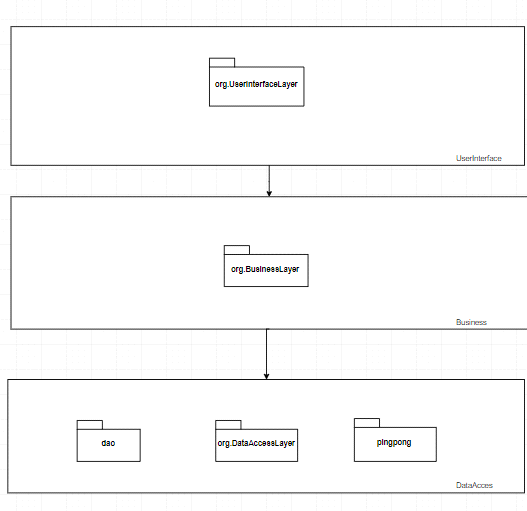 org.UserInterfaceLayer
UserInterface
org.BusinessLayer
Business
dao
org.DataAccessLayer
pingpong
DataAcces